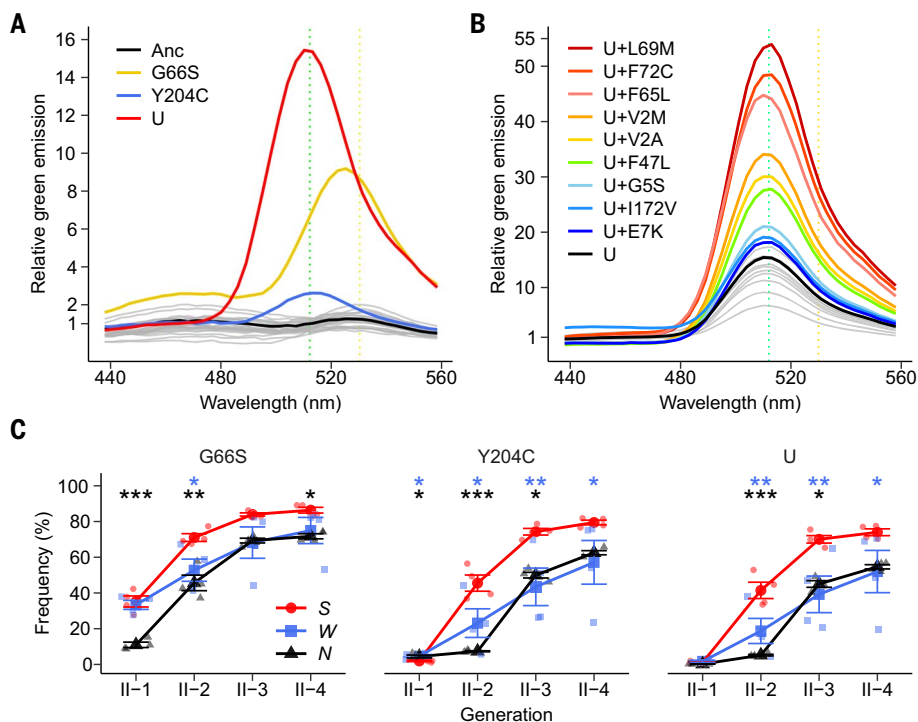 A
Relative green emission
16
14
12
10
8
6
4
2
1
Anc
G66S
Y204C
U
440
480
520
560
Wavelength (nm)
B
Relative green emission
55
50
40
30
20
10
1
U+L69M
U+F72C
U+F65L
U+V2M
U+V2A
U+F47L
U+G5S
U+I172V
U+E7K
U
440
480
520
560
Wavelength (nm)
C
G66S
Y204C
U
Frequency (%)
100
80
60
40
20
0
***
*
**
*
*
*
*
***
**
*
*
**
***
**
*
*
S
W
N
II−1 II−2 II−3 II−4
II−1 II−2 II−3 II−4
II−1 II−2 II−3 II−4
Generation